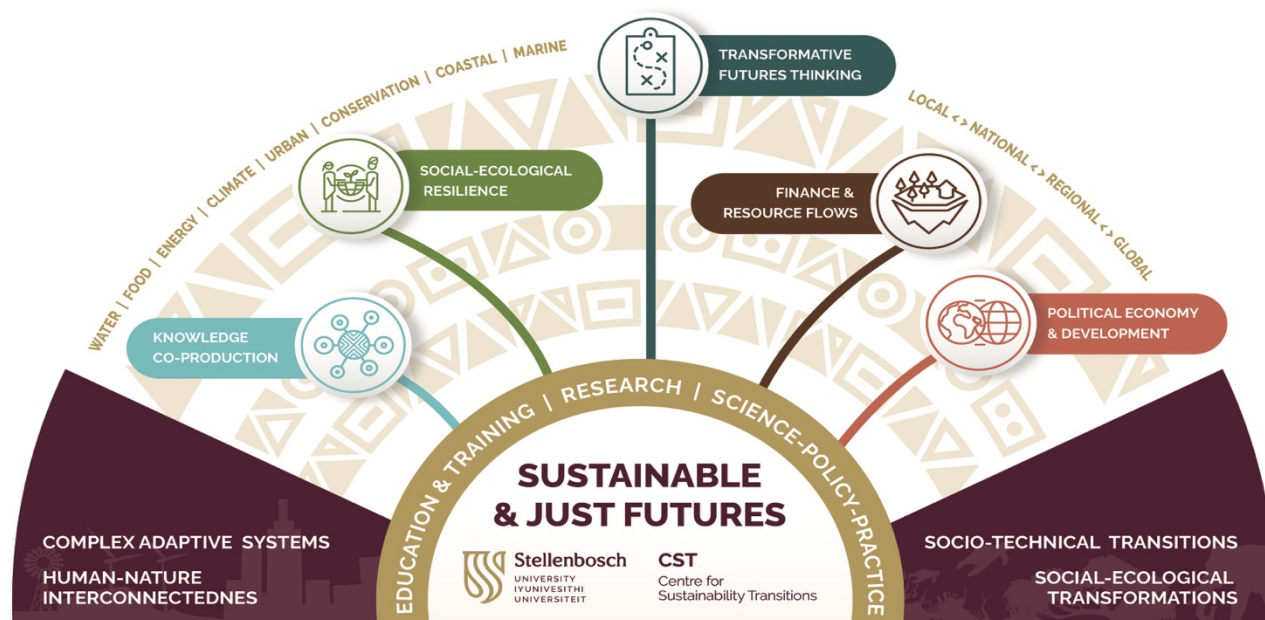 WATER | FOOD | ENERGY | CLIMATE | URBAN | CONSERVATION | COASTAL | MARINE
TRANSFORMATIVE
FUTURES THINKING
LOCAL <> NATIONAL <> REGIONAL <> GLOBAL
SOCIAL-ECOLOGICAL
RESILIENCE
FINANCE &
RESOURCE FLOWS
KNOWLEDGE
CO-PRODUCTION
POLITICAL ECONOMY
& DEVELOPMENT
EDUCATION & TRAINING | RESEARCH | SCIENCE-POLICY-PRACTICE
SUSTAINABLE
& JUST FUTURES
Stellenbosch
UNIVERSITY
IYUNIVESITHI
UNIVERSITEIT
CST
Centre for
Sustainability Transitions
COMPLEX ADAPTIVE SYSTEMS
HUMAN-NATURE
INTERCONNECTEDNES
SOCIO-TECHNICAL TRANSITIONS
SOCIAL-ECOLOGICAL
TRANSFORMATIONS